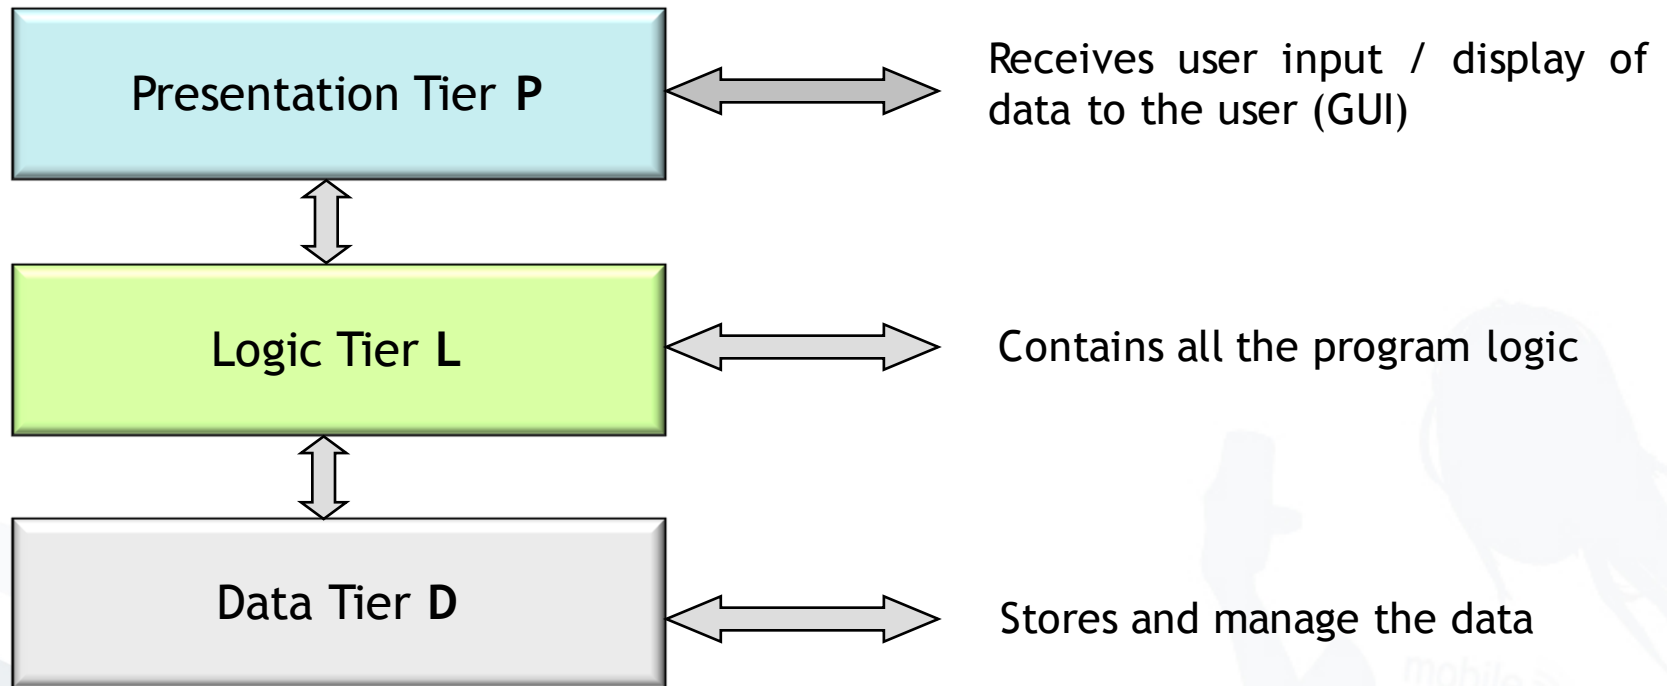 Presentation Tier P
Receives user input / display of
data to the user (GUI)
Logic Tier L
Contains all the program logic
Data Tier D
Stores and manage the data
mobile